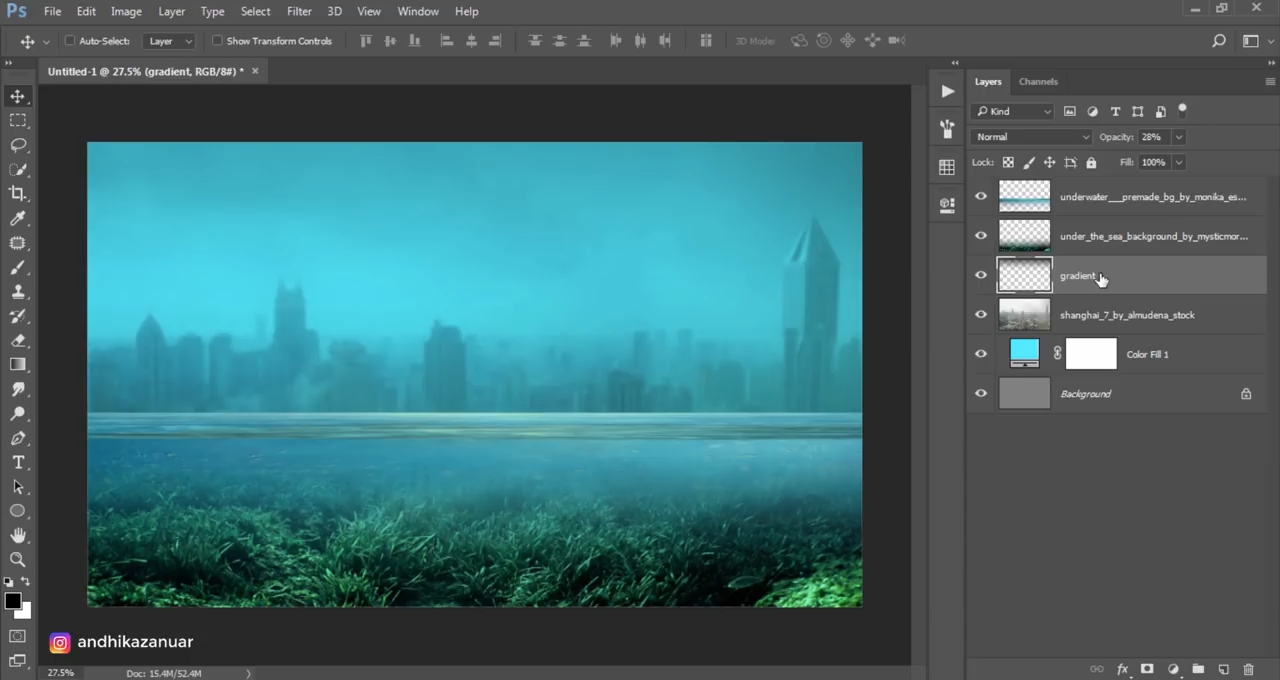 Ps File Edit Image Layer Type Select Filter 3D View Window Help
Auto-Select: Layer Show Transform Controls 3D Mode:
Untitled-1 @ 27.5% (gradient, RGB/8#) * ×
Layers Channels
Kind
Normal Opacity: 28%
Lock: Fill: 100%
underwater___premade_bg_by_monika_es...
under_the_sea_background_by_mysticmor...
gradient
shanghai_7_by_almudena_stock
Color Fill 1
Background
andhikazanuar
27.5% Doc: 15.4M/52.4M